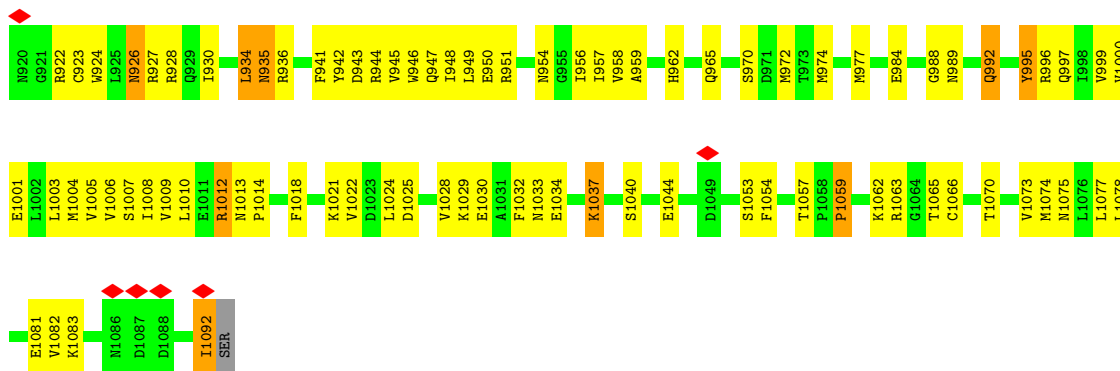 N920 G921 R922 C923 W924 L925 N926 R927 R928 Q929 I930 L934 N935 R936 F941 Y942 D943 R944 V945 W946 Q947 I948 L949 E950 R951 N954 G955 I956 I957 V958 A959 H962 Q965 S970 D971 M972 T973 M974 M977 E984 G988 N989 Q992 Y995 R996 Q997 I998 V999
E1001 L1002 L1003 M1004 V1005 V1006 S1007 I1008 V1009 L1010 E1011 R1012 N1013 P1014 F1018 K1021 V1022 D1023 L1024 D1025 V1028 K1029 E1030 A1031 F1032 N1033 E1034 K1037 S1040 E1044 D1049 S1053 F1054 T1057 P1058 P1059 K1062 R1063 G1064 T1065 C1066 T1070 V1073 M1074 N1075 L1076 L1077
E1081 V1082 K1083 N1086 D1087 D1088 I1092 SER